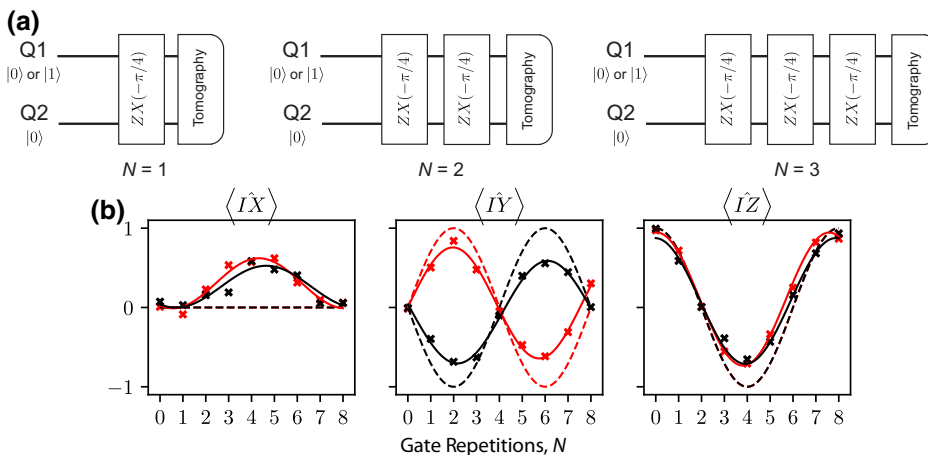 (a)
Q1 |0⟩ or |1⟩ Q2 |0⟩ ZX(−π/4) Tomography
Q1 |0⟩ or |1⟩ Q2 |0⟩ ZX(−π/4) ZX(−π/4) Tomography
Q1 |0⟩ or |1⟩ Q2 |0⟩ ZX(−π/4) ZX(−π/4) ZX(−π/4) Tomography
N = 1 N = 2 N = 3
(b) ⟨IX̂⟩ ⟨IŶ⟩ ⟨IẐ⟩
1
0
−1
0 1 2 3 4 5 6 7 8 0 1 2 3 4 5 6 7 8 0 1 2 3 4 5 6 7 8
Gate Repetitions, N